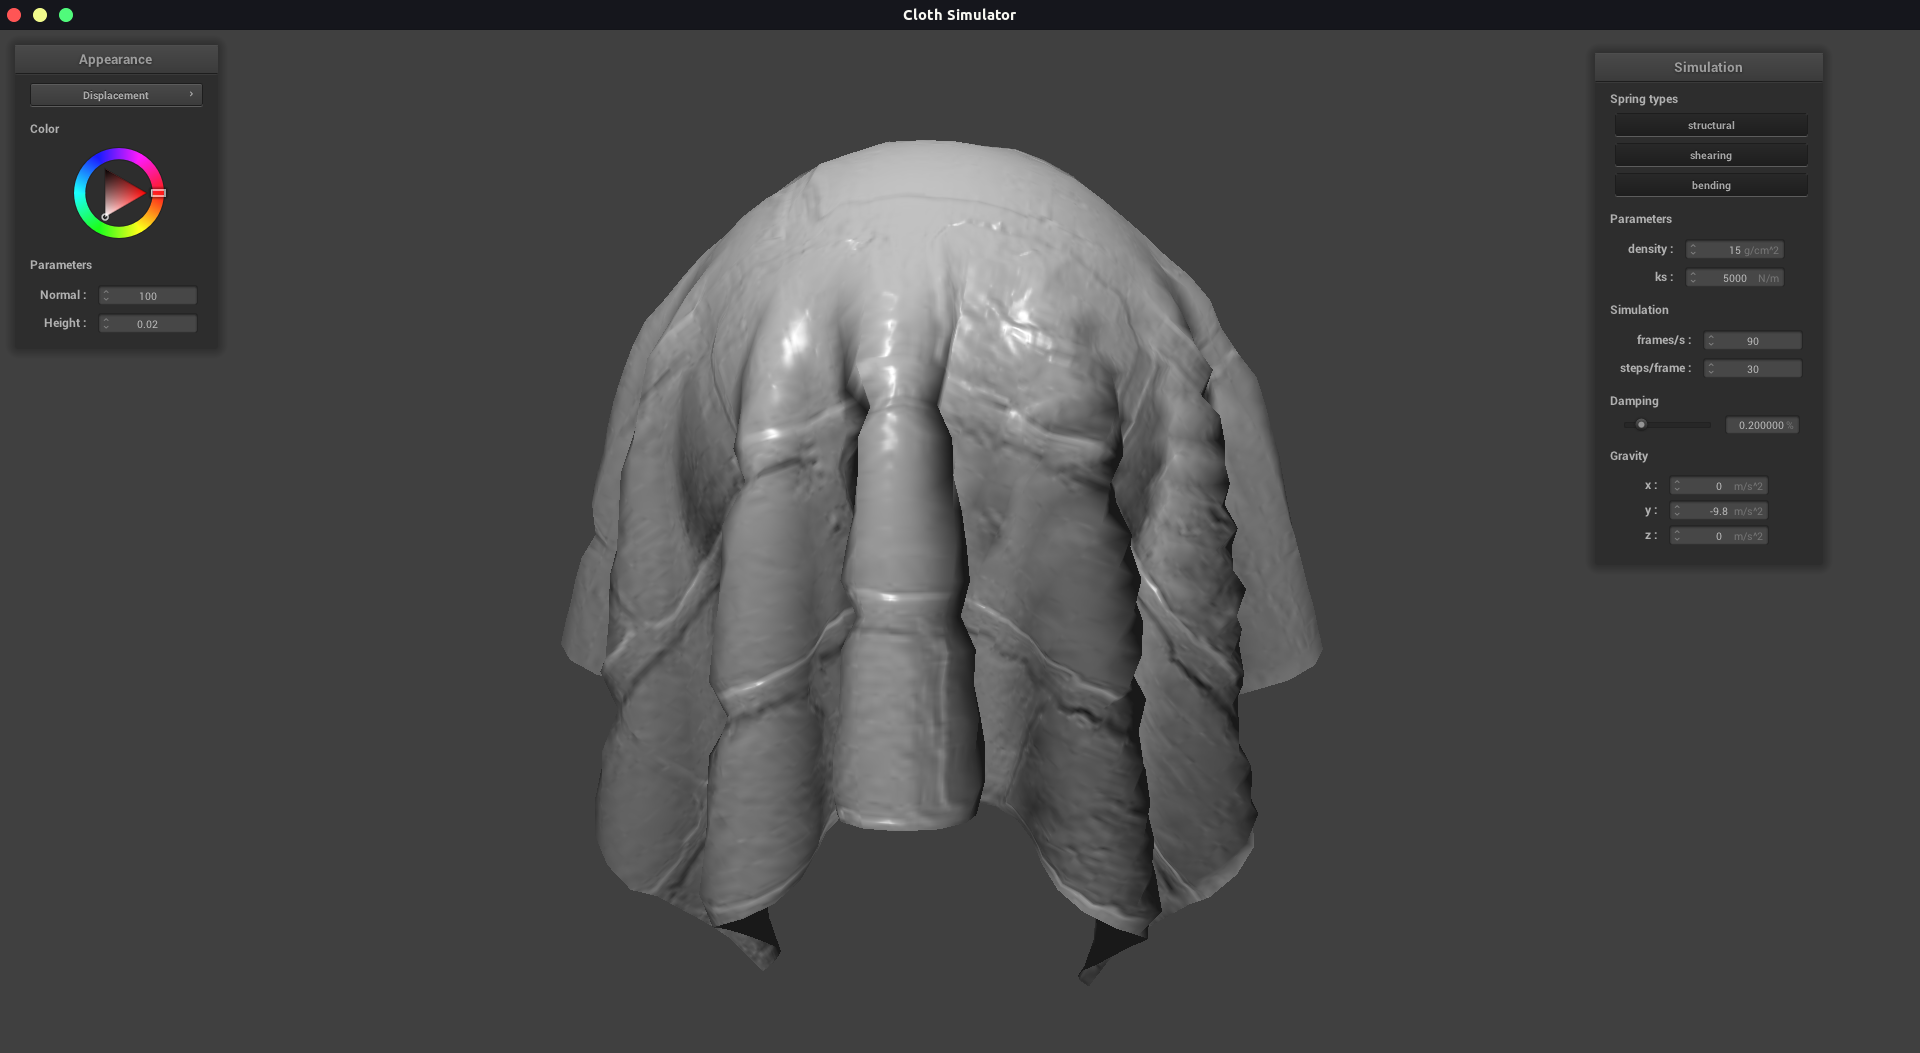 Cloth Simulator
Appearance
Displacement
Color
Parameters
Normal : 100
Height : 0.02
Simulation
Spring types
structural
shearing
bending
Parameters
density : 15 g/cm^2
ks : 5000 N/m
Simulation
frames/s : 90
steps/frame : 30
Damping
0.200000 %
Gravity
x : 0 m/s^2
y : -9.8 m/s^2
z : 0 m/s^2